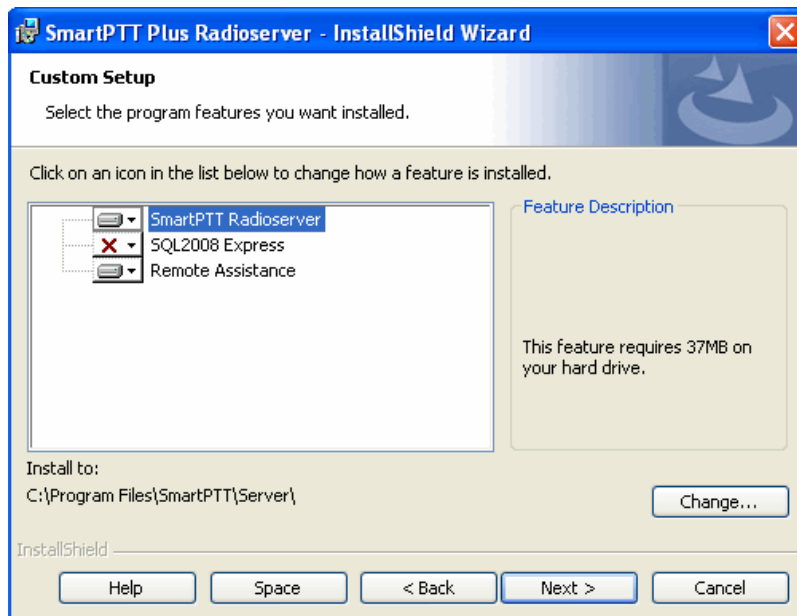 SmartPTT Plus Radioserver - InstallShield Wizard
Custom Setup
Select the program features you want installed.
Click on an icon in the list below to change how a feature is installed.
SmartPTT Radioserver
SQL2008 Express
Remote Assistance
Feature Description
This feature requires 37MB on
your hard drive.
Install to:
C:\Program Files\SmartPTT\Server\
Change...
InstallShield
Help
Space
< Back
Next >
Cancel